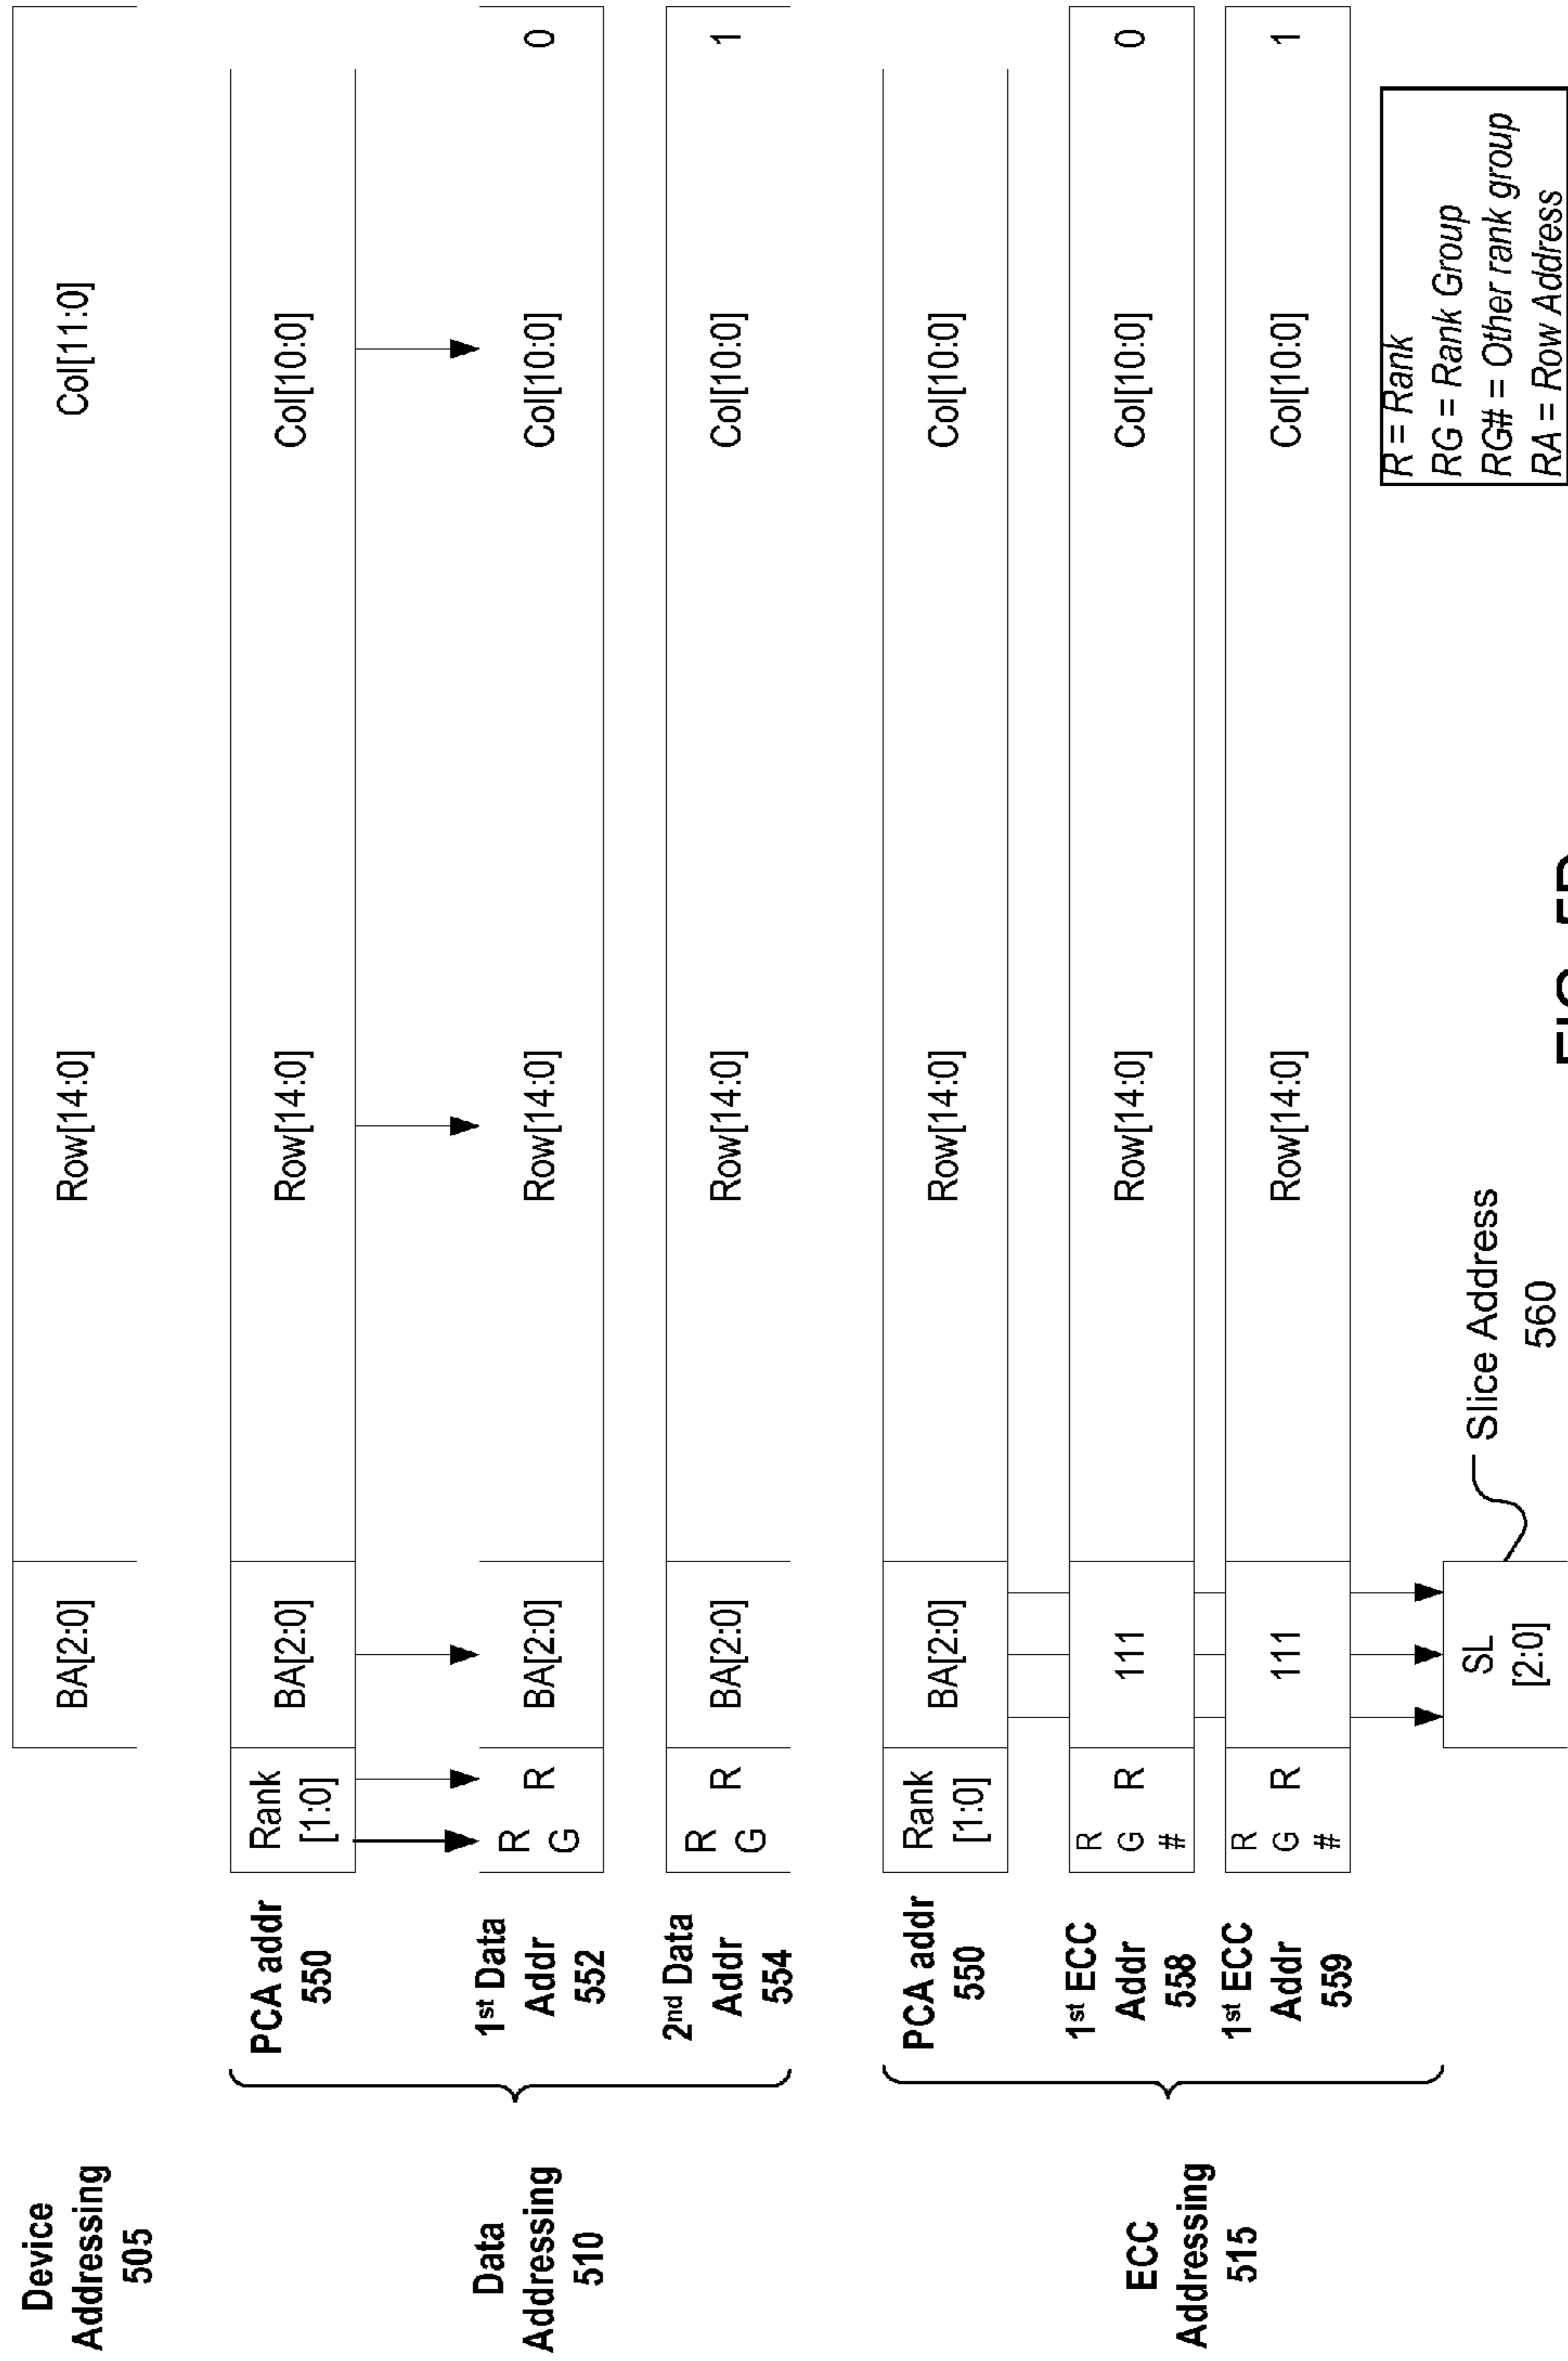 Device
Addressing
505
BA[2:0]
Row[14:0]
Col[11:0]
Data
Addressing
510
PCA addr
550
Rank
[1:0]
BA[2:0]
Row[14:0]
Col[10:0]
1st Data
Addr
552
R
G
R
BA[2:0]
Row[14:0]
Col[10:0]
0
2nd Data
Addr
554
R
G
R
BA[2:0]
Row[14:0]
Col[10:0]
1
ECC
Addressing
515
PCA addr
550
Rank
[1:0]
BA[2:0]
Row[14:0]
Col[10:0]
1st ECC
Addr
558
R
G
#
R
111
Row[14:0]
Col[10:0]
0
1st ECC
Addr
559
R
G
#
R
111
Row[14:0]
Col[10:0]
1
SL
[2:0]
Slice Address
560
R = Rank
RG = Rank Group
RG# = Other rank group
RA = Row Address